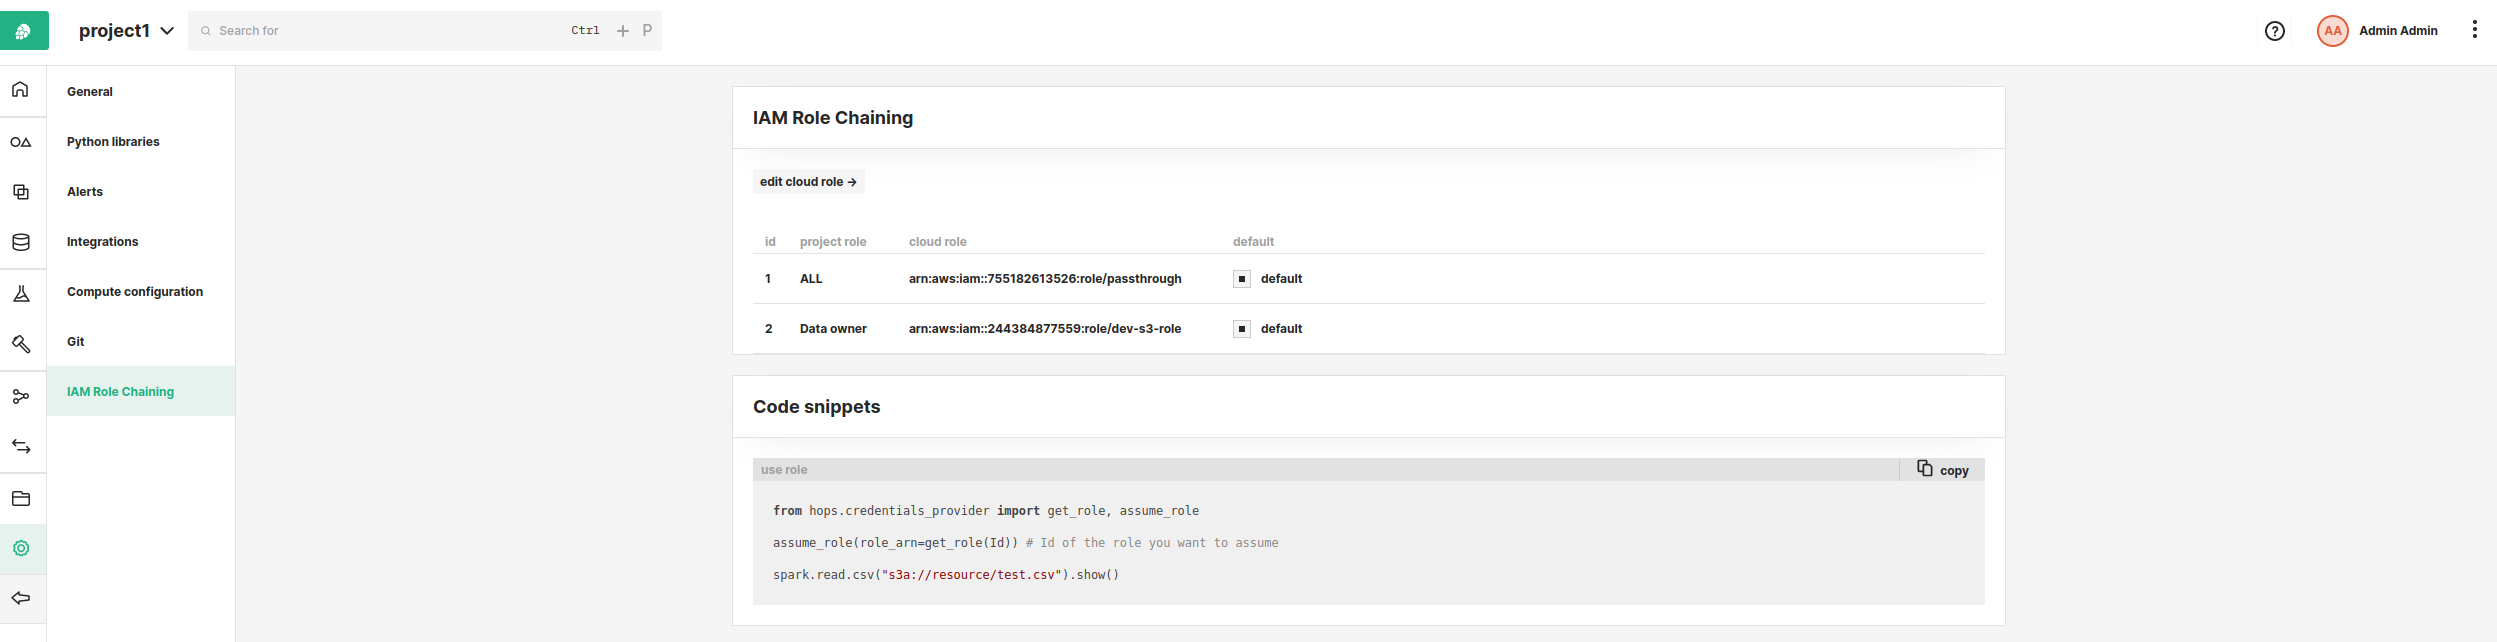 project1
Search for
Ctrl + P
AA Admin Admin
General
Python libraries
Alerts
Integrations
Compute configuration
Git
IAM Role Chaining
IAM Role Chaining
edit cloud role →
id project role cloud role default
1 ALL arn:aws:iam::755182613526:role/passthrough default
2 Data owner arn:aws:iam::244384877559:role/dev-s3-role default
Code snippets
use role
copy
from hops.credentials_provider import get_role, assume_role
assume_role(role_arn=get_role(Id)) # Id of the role you want to assume
spark.read.csv("s3a://resource/test.csv").show()